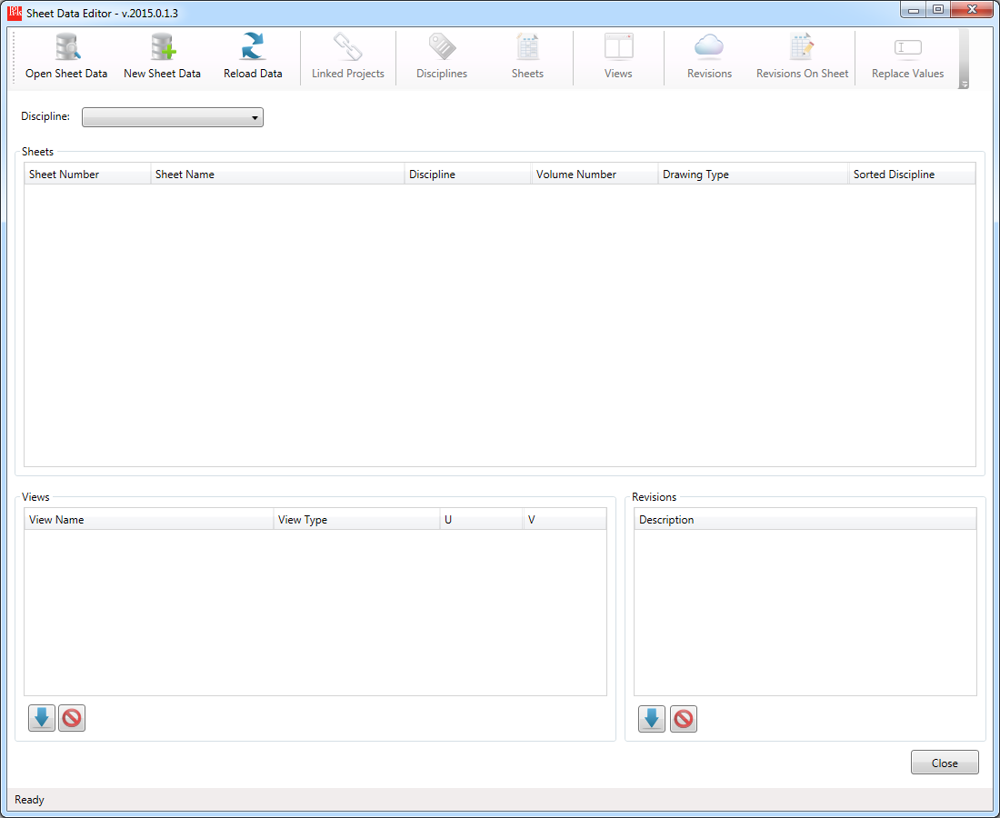 Sheet Data Editor - v.2015.0.1.3
Open Sheet Data New Sheet Data Reload Data Linked Projects Disciplines Sheets Views Revisions Revisions On Sheet Replace Values
Discipline:
Sheets
Sheet Number Sheet Name Discipline Volume Number Drawing Type Sorted Discipline
Views
View Name View Type U V
Revisions
Description
Close
Ready